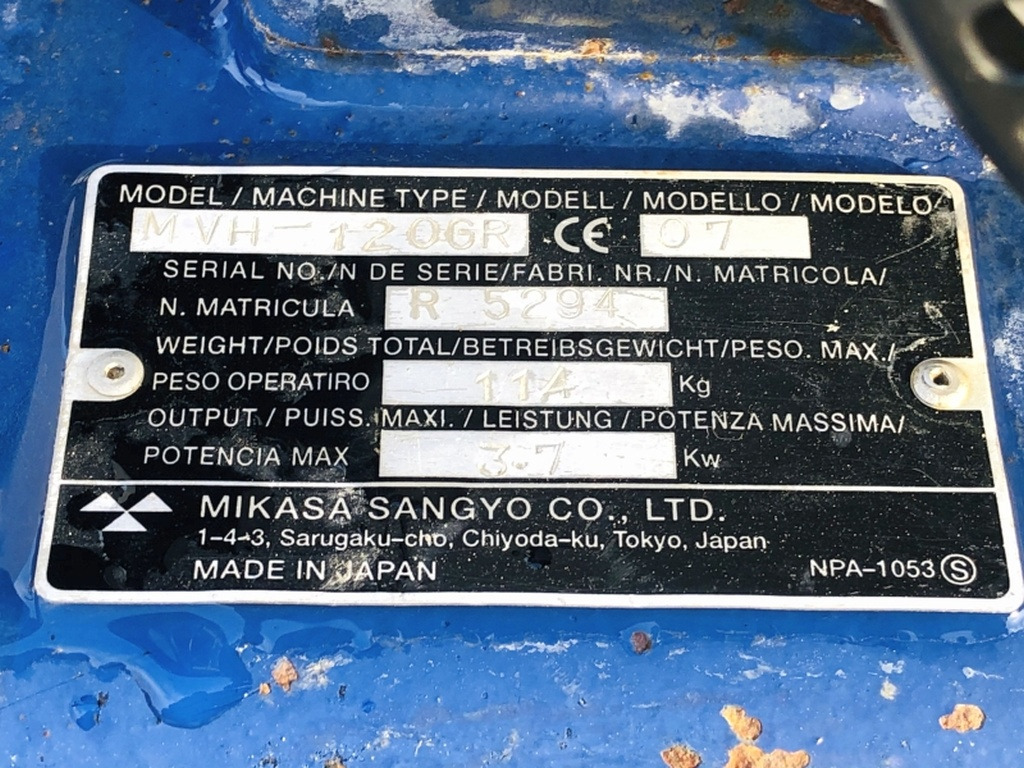 MODEL / MACHINE TYPE / MODELL / MODELLO / MODELO
MVH-120GR CE 07
SERIAL NO./N DE SERIE/FABRI. NR./N. MATRICOLA/
N. MATRICULA R 5294
WEIGHT/POIDS TOTAL/BETREIBSGEWICHT/PESO. MAX./
PESO OPERATIRO 114 Kg
OUTPUT / PUISS. MAXI. / LEISTUNG / POTENZA MASSIMA/
POTENCIA MAX 3.7 Kw
MIKASA SANGYO CO., LTD.
1-4-3, Sarugaku-cho, Chiyoda-ku, Tokyo, Japan
MADE IN JAPAN NPA-1053 Ⓢ